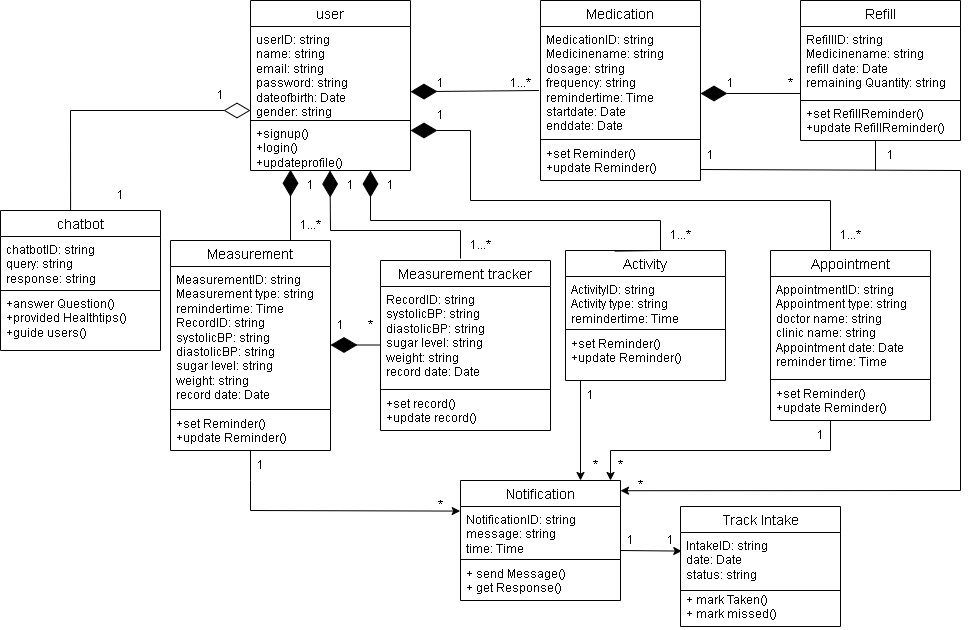 user
userID: string
name: string
email: string
password: string
dateofbirth: Date
gender: string
+signup()
+login()
+updateprofile()
Medication
MedicationID: string
Medicinename: string
dosage: string
frequency: string
remindertime: Time
startdate: Date
enddate: Date
+set Reminder()
+update Reminder()
Refill
RefillID: string
Medicinename: string
refill date: Date
remaining Quantity: string
+set RefillReminder()
+update RefillReminder()
1
1
1...*
1
*
1
1
1
1
1
1
1
chatbot
chatbotID: string
query: string
response: string
+answer Question()
+provided Healthtips()
+guide users()
1...*
Measurement
MeasurementID: string
Measurement type: string
remindertime: Time
RecordID: string
systolicBP: string
diastolicBP: string
sugar level: string
weight: string
record date: Date
+set Reminder()
+update Reminder()
1
*
1...*
Measurement tracker
RecordID: string
systolicBP: string
diastolicBP: string
sugar level: string
weight: string
record date: Date
+set record()
+update record()
1...*
Activity
ActivityID: string
Activity type: string
remindertime: Time
+set Reminder()
+update Reminder()
1...*
Appointment
AppointmentID: string
Appointment type: string
doctor name: string
clinic name: string
Appointment date: Date
reminder time: Time
+set Reminder()
+update Reminder()
1
1
1
*
*
*
*
Notification
NotificationID: string
message: string
time: Time
+ send Message()
+ get Response()
1
1
Track Intake
IntakeID: string
date: Date
status: string
+ mark Taken()
+ mark missed()